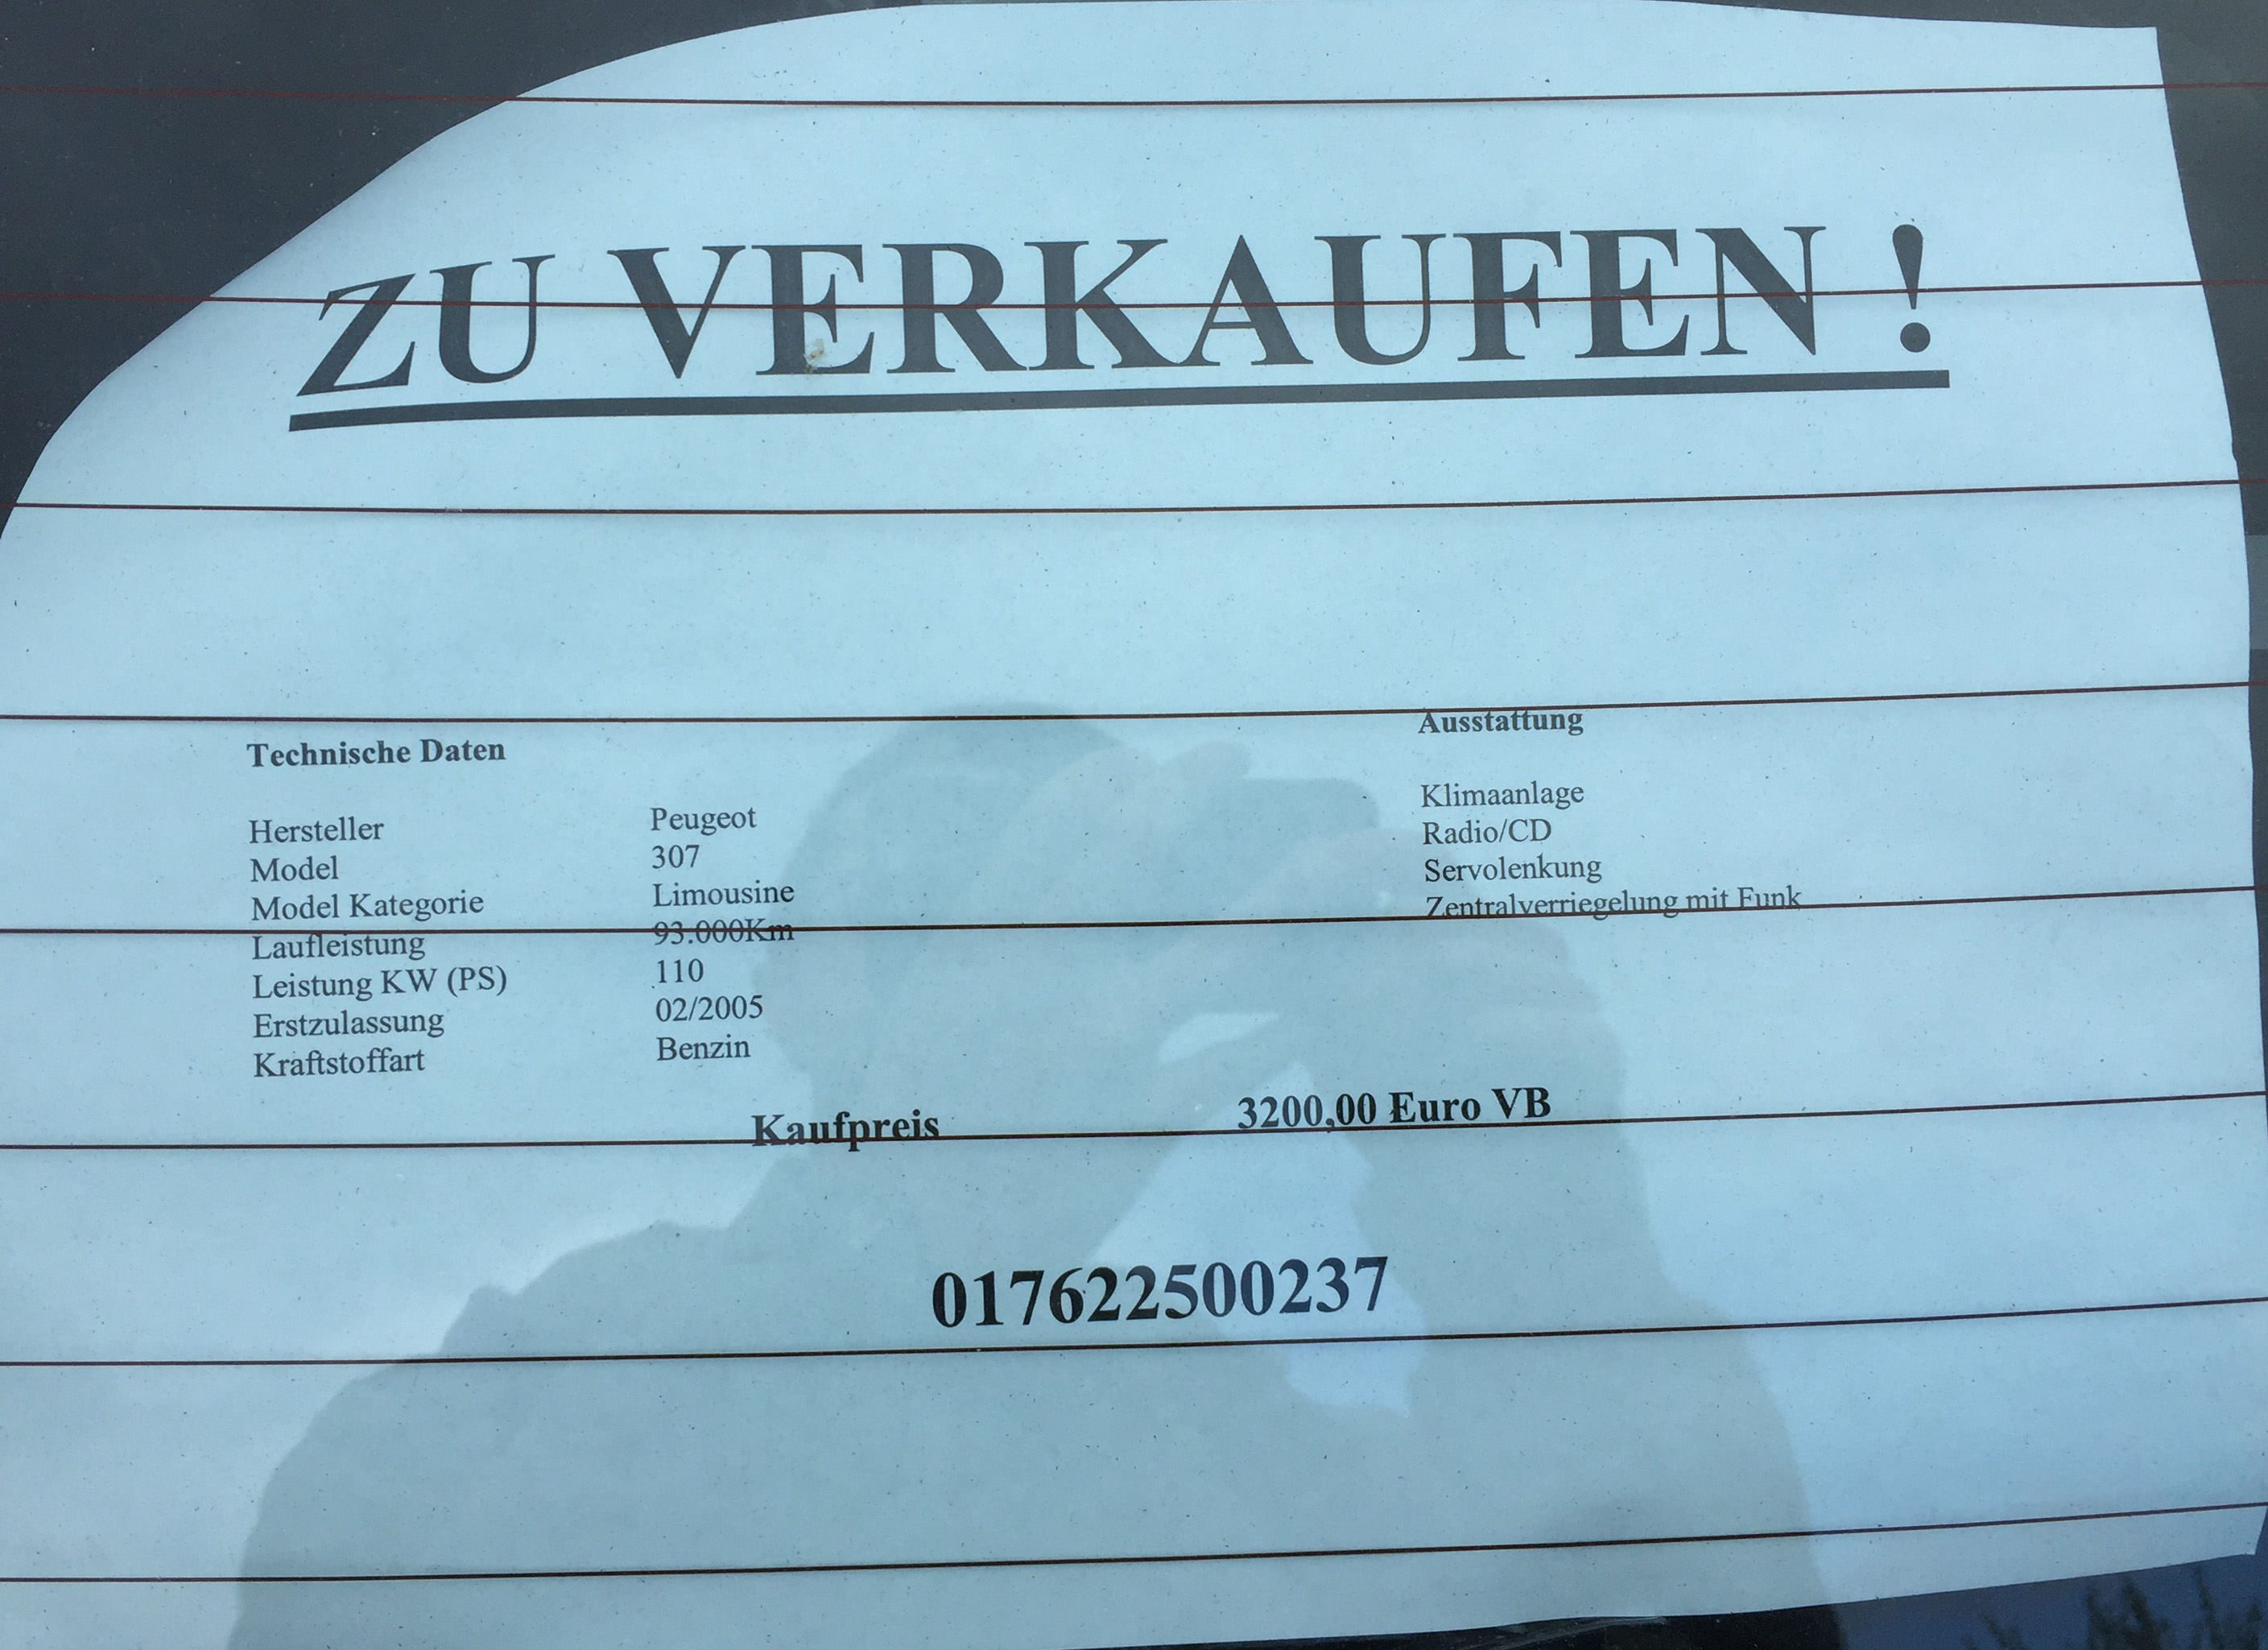 ZU VERKAUFEN !
Technische Daten
Hersteller Peugeot
Model 307
Model Kategorie Limousine
Laufleistung 93.000Km
Leistung KW (PS) 110
Erstzulassung 02/2005
Kraftstoffart Benzin
Ausstattung
Klimaanlage
Radio/CD
Servolenkung
Zentralverriegelung mit Funk
Kaufpreis 3200,00 Euro VB
017622500237